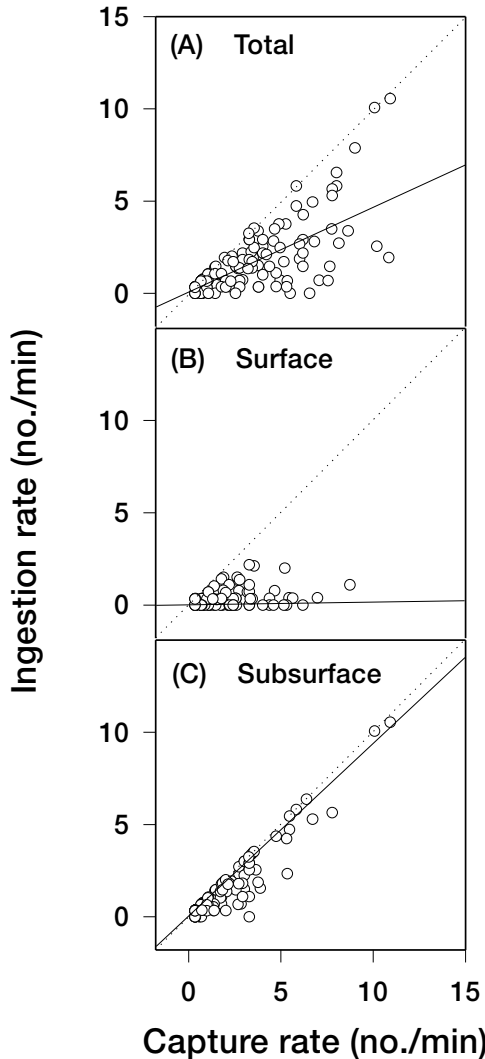 15
(A) Total
10
5
0
(B) Surface
10
5
0
Ingestion rate (no./min)
(C) Subsurface
10
5
0
0 5 10 15
Capture rate (no./min)